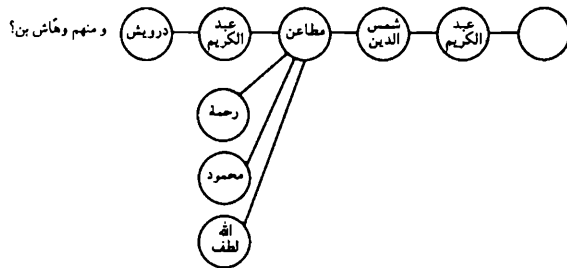 عبد الكريم
شمس الدين
مطاعن
عبد الكريم
درويش
و منهم وهّاش بن؟
رحمة
محمود
الله
لطف